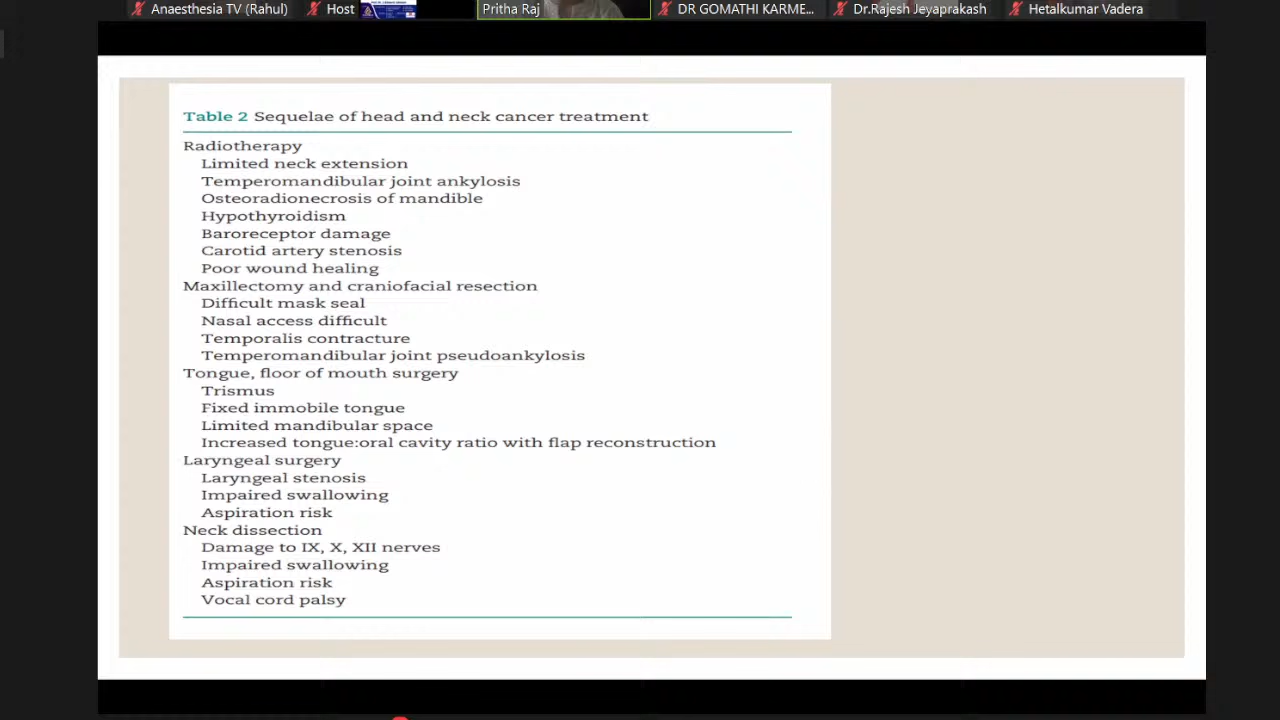 Anaesthesia TV (Rahul)
Host
Pritha Raj
DR GOMATHI KARME...
Dr.Rajesh Jeyaprakash
Hetalkumar Vadera
Table 2 Sequelae of head and neck cancer treatment
Radiotherapy
Limited neck extension
Temperomandibular joint ankylosis
Osteoradionecrosis of mandible
Hypothyroidism
Baroreceptor damage
Carotid artery stenosis
Poor wound healing
Maxillectomy and craniofacial resection
Difficult mask seal
Nasal access difficult
Temporalis contracture
Temperomandibular joint pseudoankylosis
Tongue, floor of mouth surgery
Trismus
Fixed immobile tongue
Limited mandibular space
Increased tongue:oral cavity ratio with flap reconstruction
Laryngeal surgery
Laryngeal stenosis
Impaired swallowing
Aspiration risk
Neck dissection
Damage to IX, X, XII nerves
Impaired swallowing
Aspiration risk
Vocal cord palsy